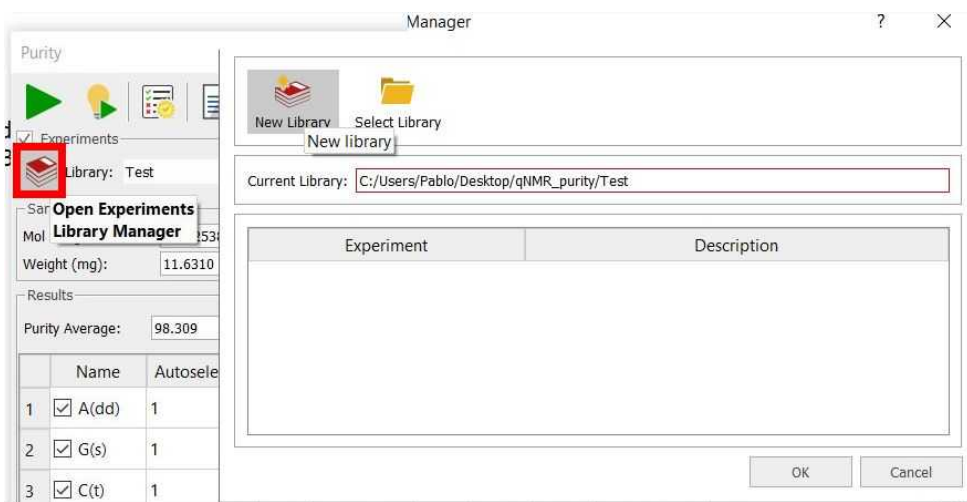 Manager
?
Purity
New Library
Select Library
New library
Experiments
Library: Test
Current Library: C:/Users/Pablo/Desktop/qNMR_purity/Test
Open Experiments
Library Manager
Mol
Weight (mg): 11.6310
Results
Purity Average: 98.309
Experiment Description
Name
1 A(dd) 1
2 G(s) 1
3 C(t) 1
OK Cancel